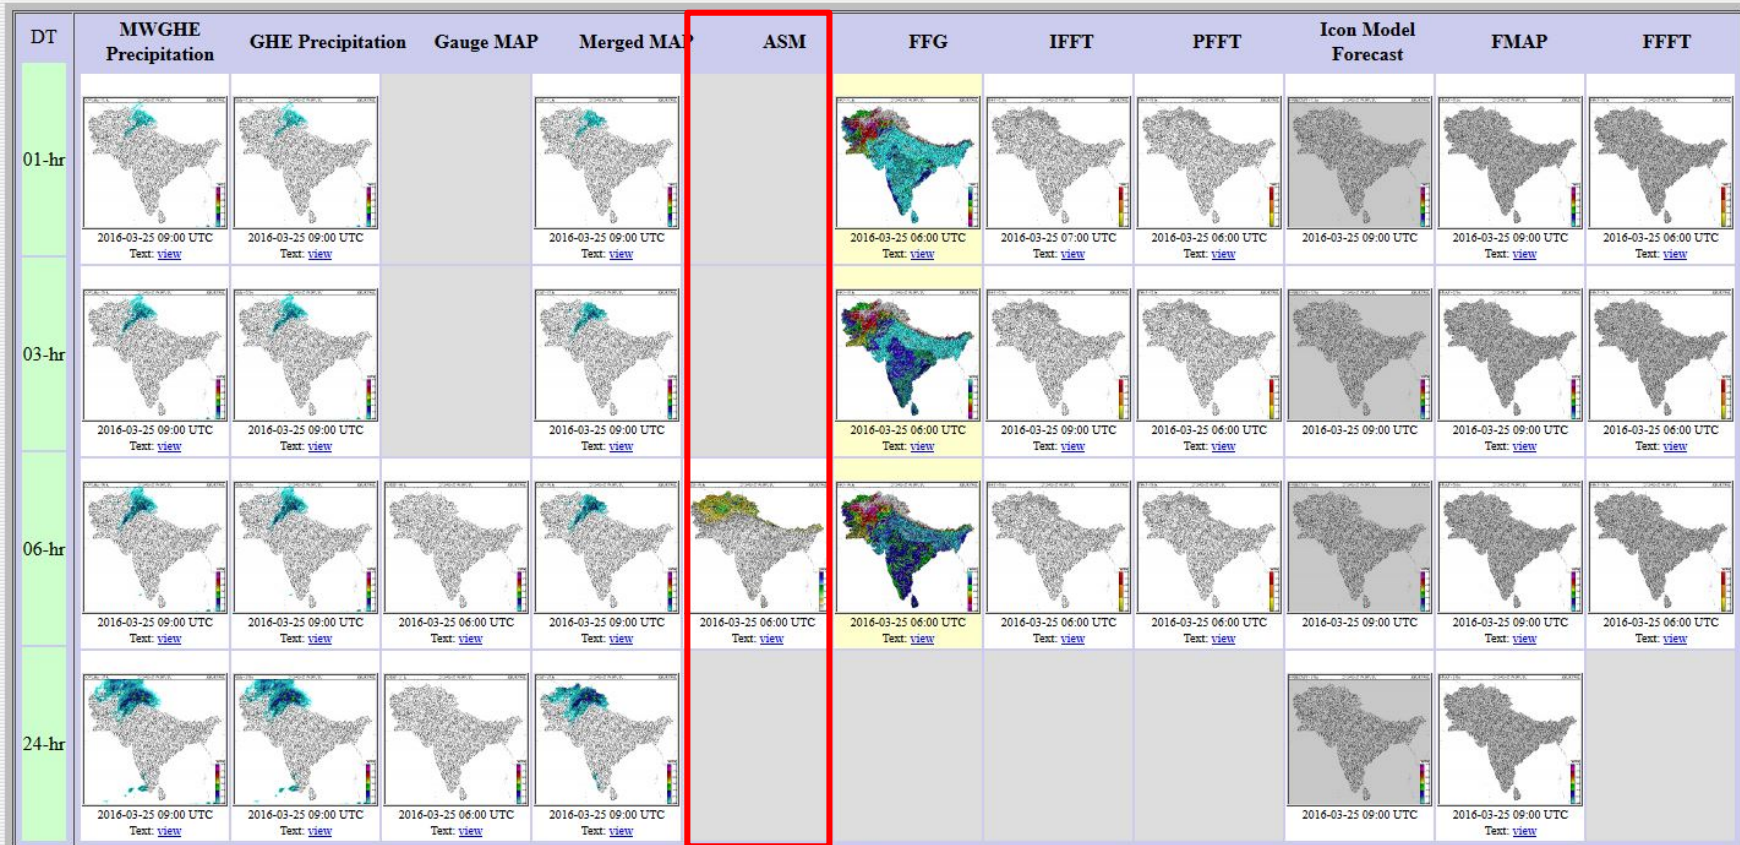 DT
MWGHE
Precipitation
GHE Precipitation
Gauge MAP
Merged MAP
ASM
FFG
IFFT
PFFT
Icon Model
Forecast
FMAP
FFFT
01-hr
2016-03-25 09:00 UTC
Text: view
2016-03-25 09:00 UTC
Text: view
2016-03-25 09:00 UTC
Text: view
2016-03-25 06:00 UTC
Text: view
2016-03-25 07:00 UTC
Text: view
2016-03-25 06:00 UTC
Text: view
2016-03-25 09:00 UTC
2016-03-25 09:00 UTC
Text: view
2016-03-25 06:00 UTC
Text: view
03-hr
2016-03-25 09:00 UTC
Text: view
2016-03-25 09:00 UTC
Text: view
2016-03-25 09:00 UTC
Text: view
2016-03-25 06:00 UTC
Text: view
2016-03-25 09:00 UTC
Text: view
2016-03-25 06:00 UTC
Text: view
2016-03-25 09:00 UTC
2016-03-25 09:00 UTC
Text: view
2016-03-25 06:00 UTC
Text: view
06-hr
2016-03-25 09:00 UTC
Text: view
2016-03-25 09:00 UTC
Text: view
2016-03-25 06:00 UTC
Text: view
2016-03-25 09:00 UTC
Text: view
2016-03-25 06:00 UTC
Text: view
2016-03-25 06:00 UTC
Text: view
2016-03-25 06:00 UTC
Text: view
2016-03-25 06:00 UTC
Text: view
2016-03-25 09:00 UTC
2016-03-25 09:00 UTC
Text: view
2016-03-25 06:00 UTC
Text: view
24-hr
2016-03-25 09:00 UTC
Text: view
2016-03-25 09:00 UTC
Text: view
2016-03-25 06:00 UTC
Text: view
2016-03-25 09:00 UTC
Text: view
2016-03-25 09:00 UTC
2016-03-25 09:00 UTC
Text: view